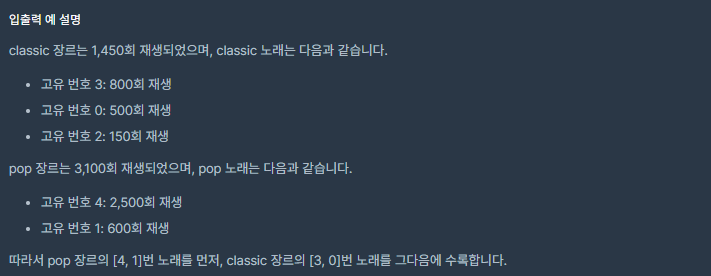 입출력 예 설명
classic 장르는 1,450회 재생되었으며, classic 노래는 다음과 같습니다.
• 고유 번호 3: 800회 재생
• 고유 번호 0: 500회 재생
• 고유 번호 2: 150회 재생
pop 장르는 3,100회 재생되었으며, pop 노래는 다음과 같습니다.
• 고유 번호 4: 2,500회 재생
• 고유 번호 1: 600회 재생
따라서 pop 장르의 [4, 1]번 노래를 먼저, classic 장르의 [3, 0]번 노래를 그다음에 수록합니다.